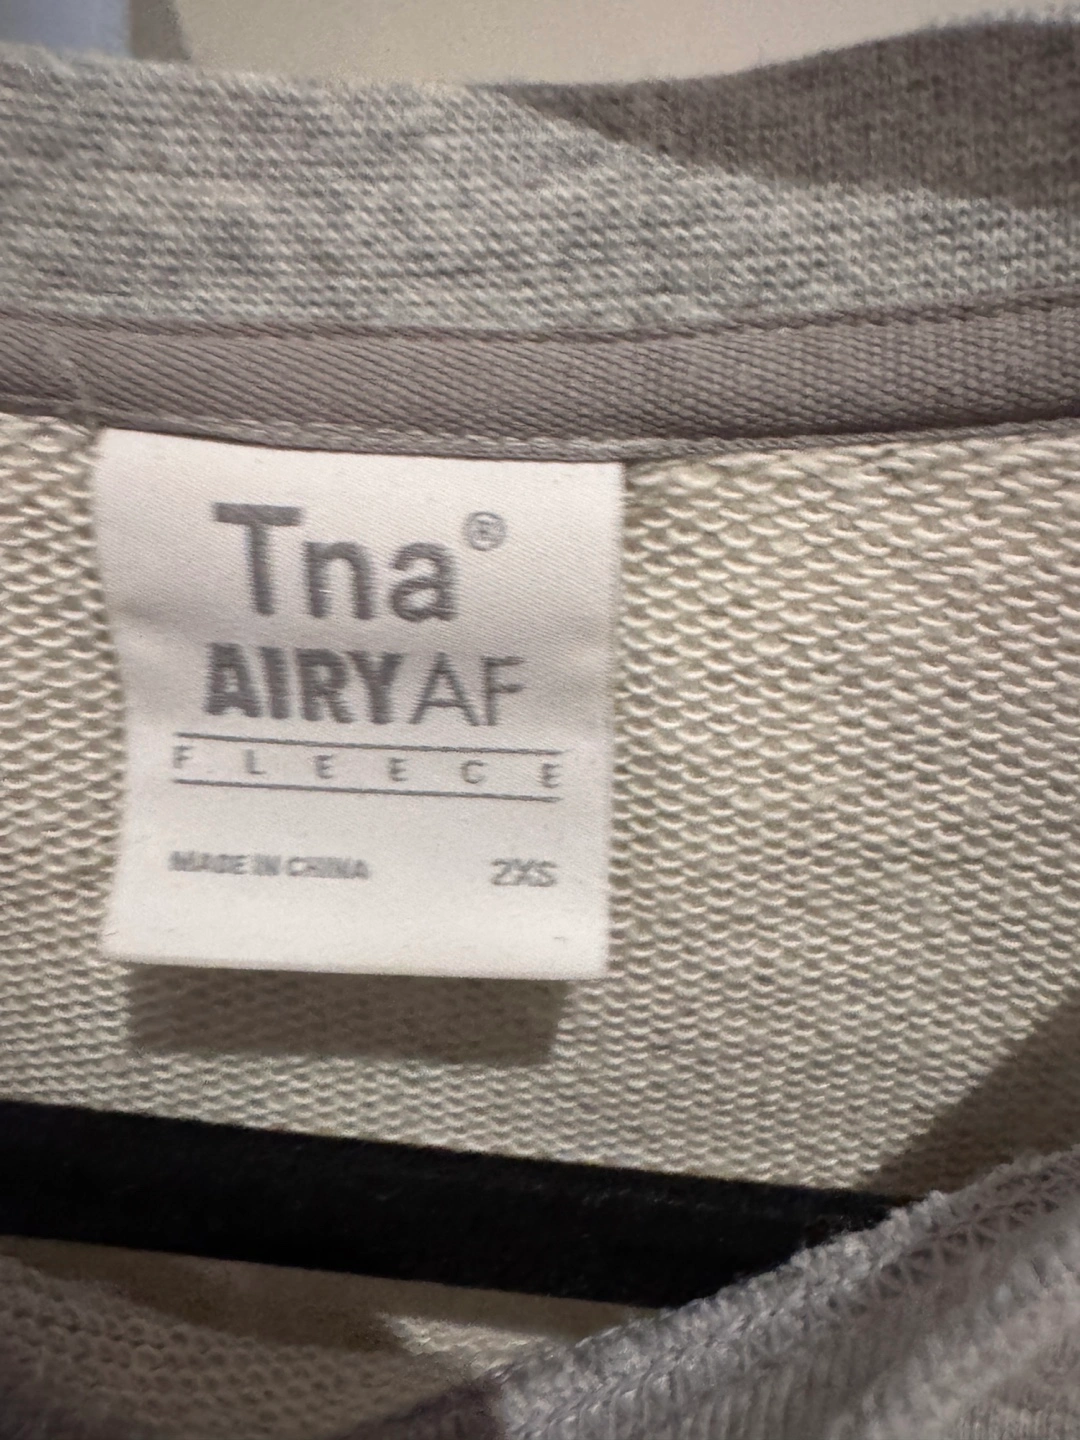 Tna®
AIRYAF
FLEECE
MADE IN CHINA 2XS